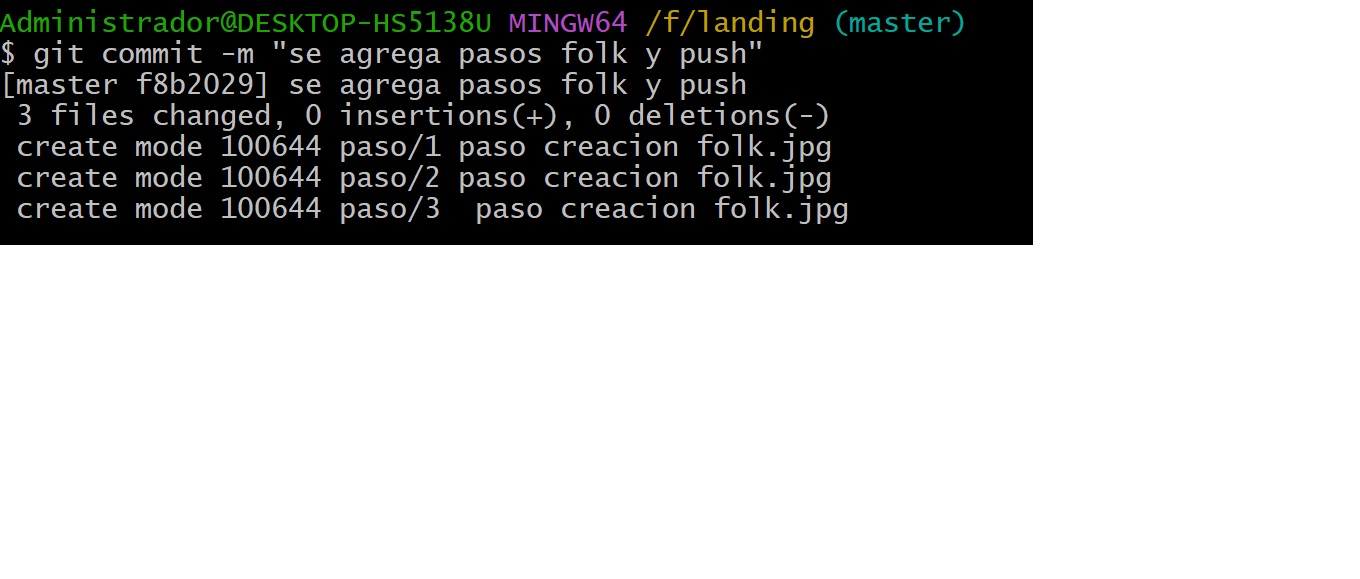 Administrador@DESKTOP-HS5138U MINGW64 /f/landing (master)
$ git commit -m "se agrega pasos folk y push"
[master f8b2029] se agrega pasos folk y push
 3 files changed, 0 insertions(+), 0 deletions(-)
 create mode 100644 paso/1 paso creacion folk.jpg
 create mode 100644 paso/2 paso creacion folk.jpg
 create mode 100644 paso/3  paso creacion folk.jpg